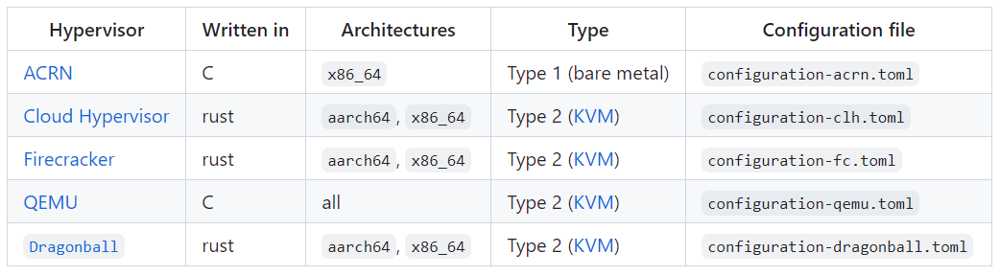 Hypervisor Written in Architectures Type Configuration file
ACRN C x86_64 Type 1 (bare metal) configuration-acrn.toml
Cloud Hypervisor rust aarch64, x86_64 Type 2 (KVM) configuration-clh.toml
Firecracker rust aarch64, x86_64 Type 2 (KVM) configuration-fc.toml
QEMU C all Type 2 (KVM) configuration-qemu.toml
Dragonball rust aarch64, x86_64 Type 2 (KVM) configuration-dragonball.toml